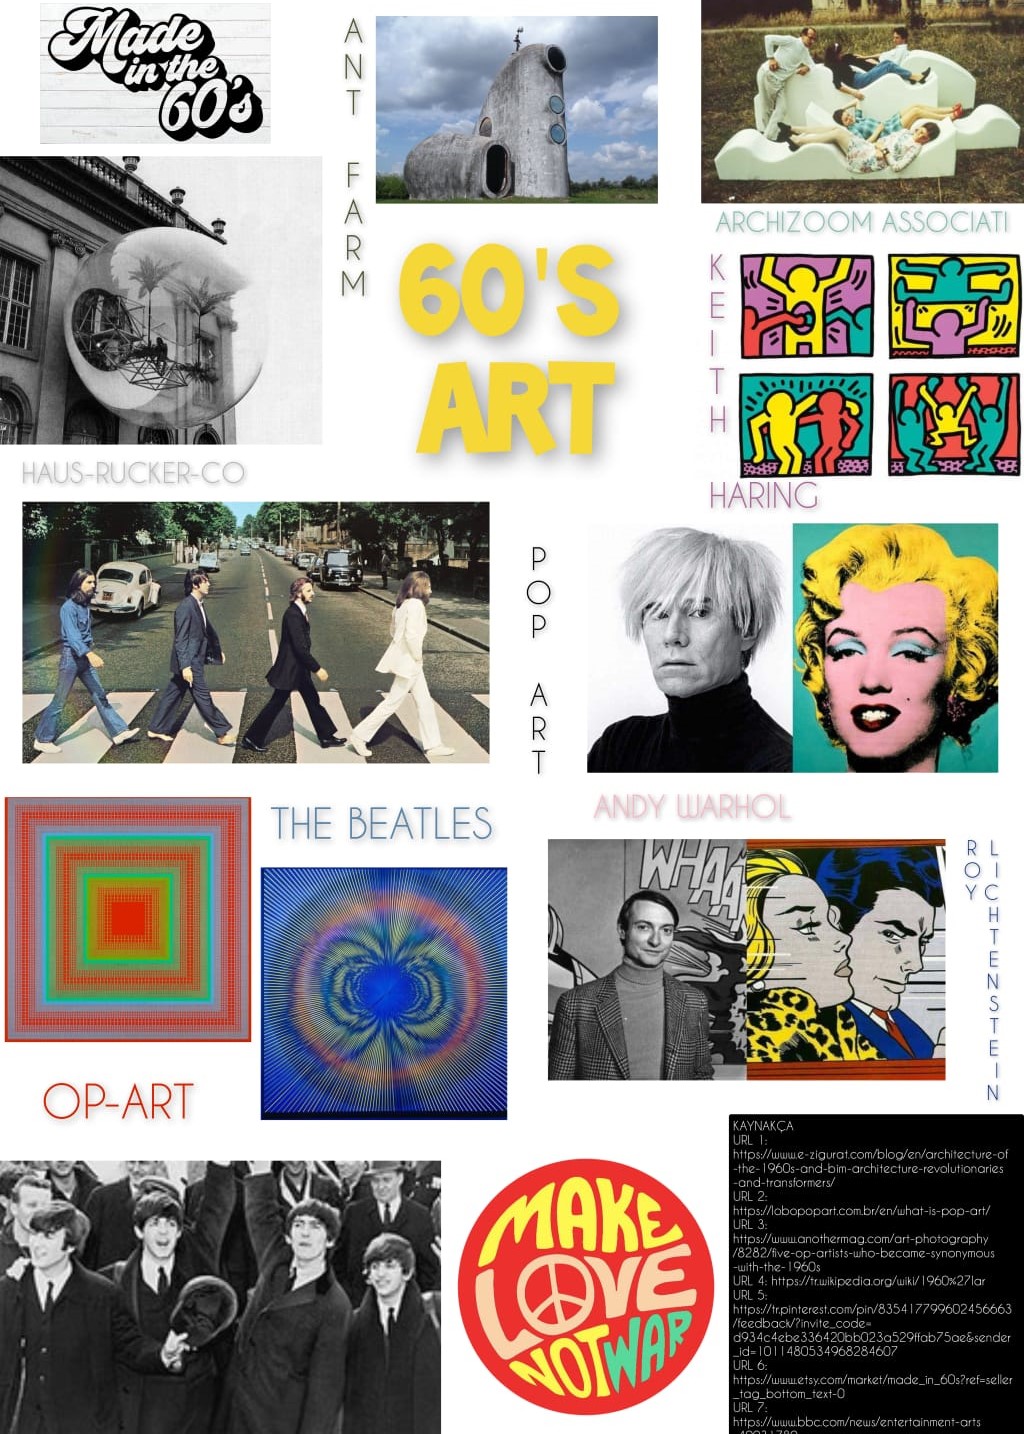 Made
in the
60's
ANT FARM
ARCHIZOOM ASSOCIATI
60'S
ART
KEITH
HARING
HAUS-RUCKER-CO
POP ART
THE BEATLES
ANDY WARHOL
WHAA
ROY
LICHTENSTEIN
OP-ART
MAKE
LOVE
NOT WAR
KAYNAKÇA
URL 1:
https://www.e-zigurat.com/blog/en/architecture-of
-the-1960s-and-bim-architecture-revolutionaries
-and-transformers/
URL 2:
https://lobopopart.com.br/en/what-is-pop-art/
URL 3:
https://www.anothermag.com/art-photography
/8282/five-op-artists-who-became-synonymous
-with-the-1960s
URL 4: https://tr.wikipedia.org/wiki/1960%27lar
URL 5:
https://tr.pinterest.com/pin/835417799602456663
/feedback/?invite_code=
d934c4ebe336420bb023a529ffab75ae&sender
_id=1011480534968284607
URL 6:
https://www.etsy.com/market/made_in_60s?ref=seller
_tag_bottom_text-0
URL 7:
https://www.bbc.com/news/entertainment-arts